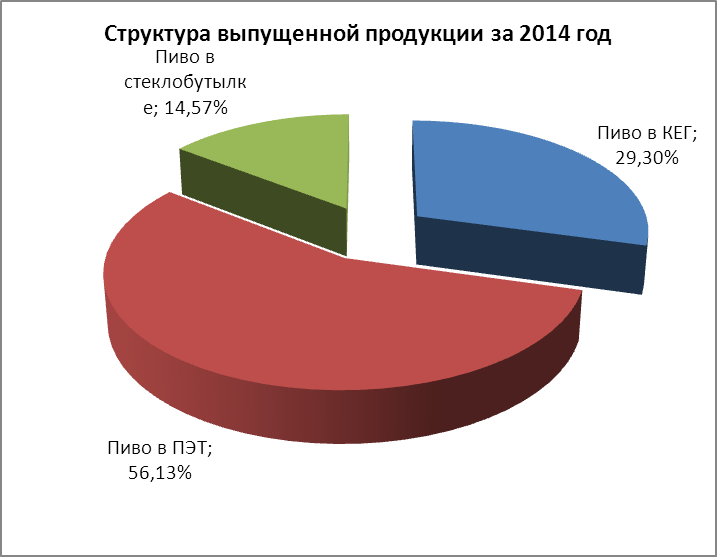 Структура выпущенной продукции за 2014 год
Пиво в
стеклобутылк
е; 14,57%
Пиво в КЕГ;
29,30%
Пиво в ПЭТ;
56,13%